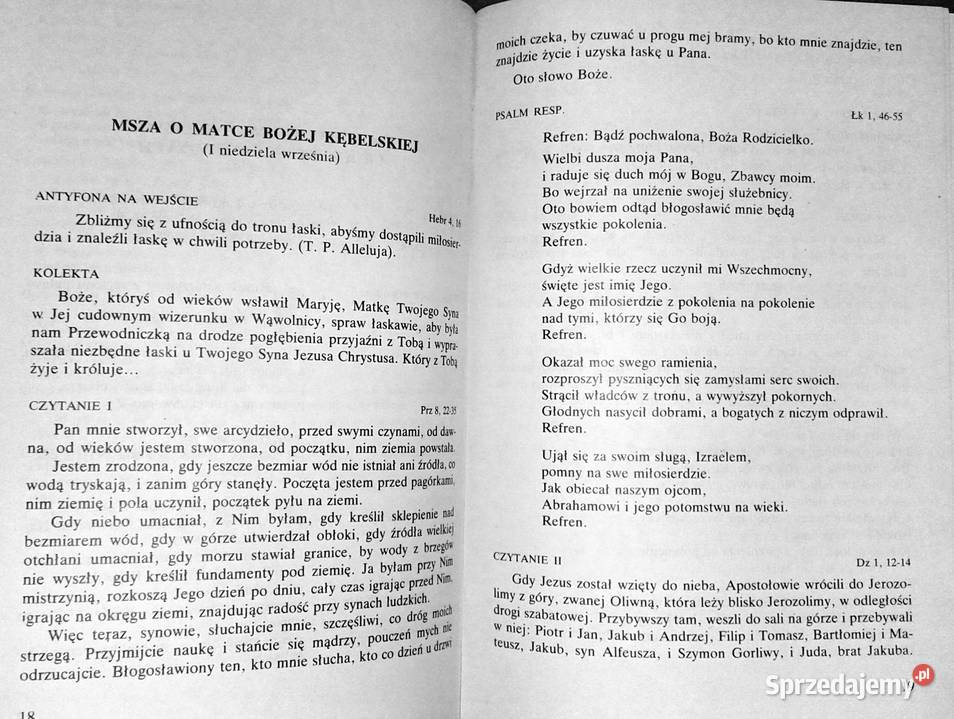 MSZA O MATCE BOŻEJ KĘBELSKIEJ
(I niedziela września)
ANTYFONA NA WEJŚCIE
Hebr 4, 16
Zbliżmy się z ufnością do tronu łaski, abyśmy dostąpili miłosier-
dzia i znaleźli łaskę w chwili potrzeby. (T. P. Alleluja).
KOLEKTA
Boże, któryś od wieków wsławił Maryję, Matkę Twojego Syna
w Jej cudownym wizerunku w Wąwolnicy, spraw łaskawie, aby była
nam Przewodniczką na drodze pogłębienia przyjaźni z Tobą i wypra-
szała niezbędne łaski u Twojego Syna Jezusa Chrystusa. Który z Tobą
żyje i króluje...
CZYTANIE I
Prz 8, 22-35
Pan mnie stworzył, swe arcydzieło, przed swymi czynami, od daw-
na, od wieków jestem stworzona, od początku, nim ziemia powstała.
Jestem zrodzona, gdy jeszcze bezmiar wód nie istniał ani źródła, co
wodą tryskają, i zanim góry stanęły. Poczęta jestem przed pagórkami,
nim ziemię i pola uczynił, początek pyłu na ziemi.
Gdy niebo umacniał, z Nim byłam, gdy kreślił sklepienie nad
bezmiarem wód, gdy w górze utwierdzał obłoki, gdy źródła wielkiej
otchłani umacniał, gdy morzu stawiał granice, by wody z brzegów
nie wyszły, gdy kreślił fundamenty pod ziemię. Ja byłam przy Nim
mistrzynią, rozkoszą Jego dzień po dniu, cały czas igrając przed Nim,
igrając na okręgu ziemi, znajdując radość przy synach ludzkich.
Więc teraz, synowie, słuchajcie mnie, szczęśliwi, co dróg moich
strzegą. Przyjmijcie naukę i stańcie się mądrzy, pouczeń mych nie
odrzucajcie. Błogosławiony ten, kto mnie słucha, kto co dzień u drzwi
18
moich czeka, by czuwać u progu mej bramy, bo kto mnie znajdzie, ten
znajdzie życie i uzyska łaskę u Pana.
Oto słowo Boże.
PSALM RESP.
Łk 1, 46-55
Refren: Bądź pochwalona, Boża Rodzicielko.
Wielbi dusza moja Pana,
i raduje się duch mój w Bogu, Zbawcy moim.
Bo wejrzał na uniżenie swojej służebnicy.
Oto bowiem odtąd błogosławić mnie będą
wszystkie pokolenia.
Refren.
Gdyż wielkie rzecz uczynił mi Wszechmocny,
święte jest imię Jego.
A Jego miłosierdzie z pokolenia na pokolenie
nad tymi, którzy się Go boją.
Refren.
Okazał moc swego ramienia,
rozproszył pyszniących się zamysłami serc swoich.
Strącił władców z tronu, a wywyższył pokornych.
Głodnych nasycił dobrami, a bogatych z niczym odprawił.
Refren.
Ujął się za swoim sługą, Izraelem,
pomny na swe miłosierdzie.
Jak obiecał naszym ojcom,
Abrahamowi i jego potomstwu na wieki.
Refren.
CZYTANIE II
Dz 1, 12-14
Gdy Jezus został wzięty do nieba, Apostołowie wrócili do Jerozo-
limy z góry, zwanej Oliwną, która leży blisko Jerozolimy, w odległości
drogi szabatowej. Przybywszy tam, weszli do sali na górze i przebywali
w niej: Piotr i Jan, Jakub i Andrzej, Filip i Tomasz, Bartłomiej i Ma-
teusz, Jakub, syn Alfeusza, i Szymon Gorliwy, i Juda, brat Jakuba.
Sprzedajemy.pl